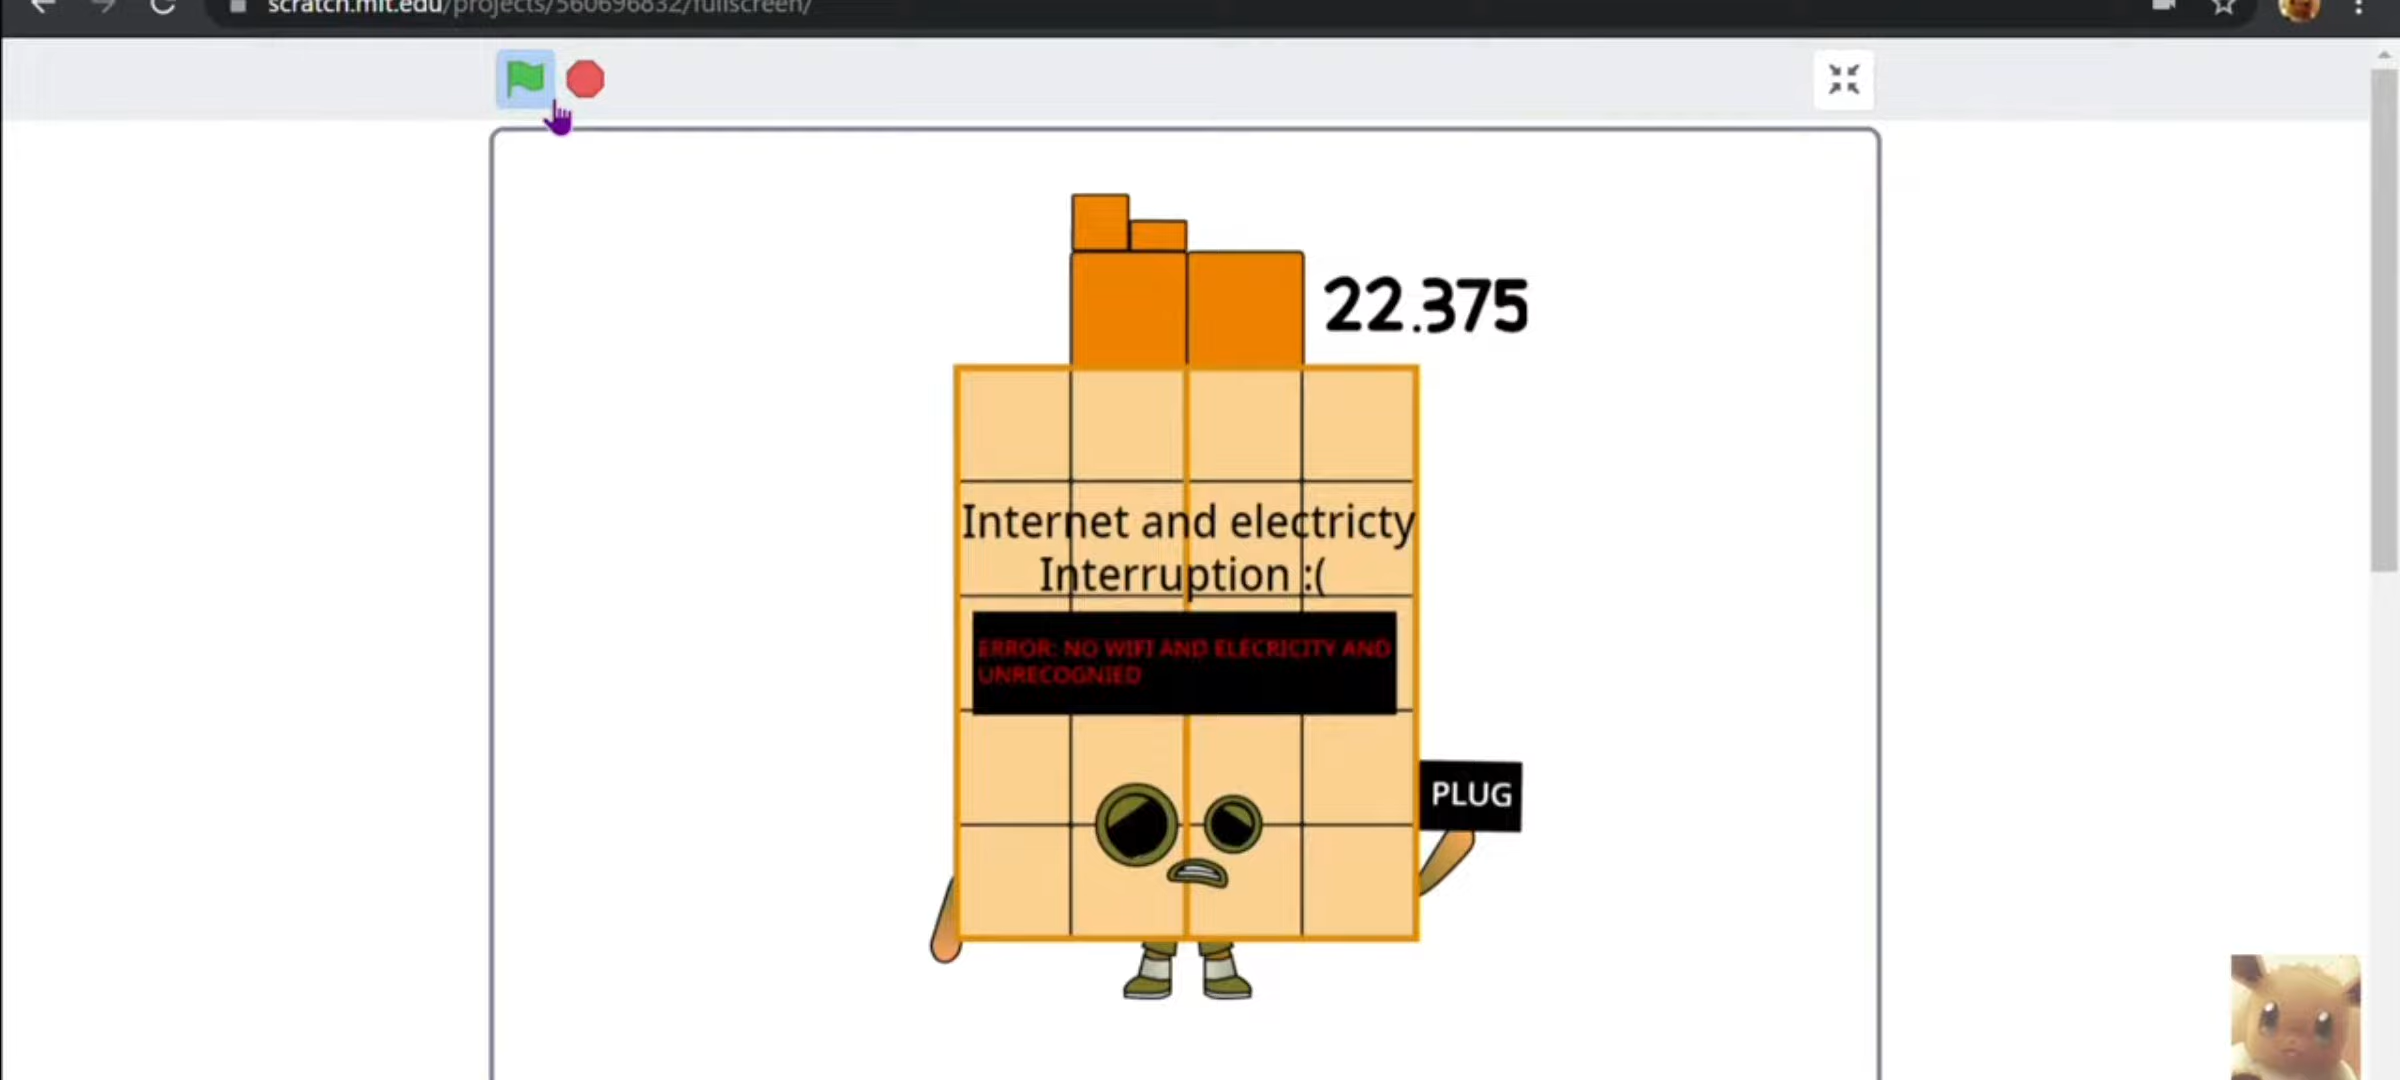 scratch.mit.edu/projects/560696832/fullscreen/
22.375
Internet and electricty
Interruption :(
ERROR: NO WIFI AND ELECRICITY AND
UNRECOGNIED
PLUG